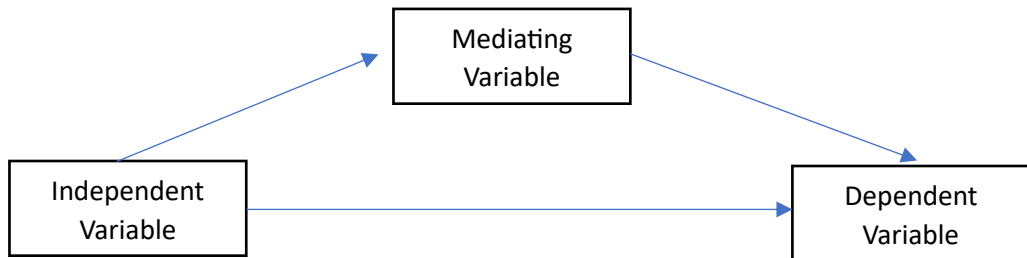 Mediating
Variable
Independent
Variable
Dependent
Variable